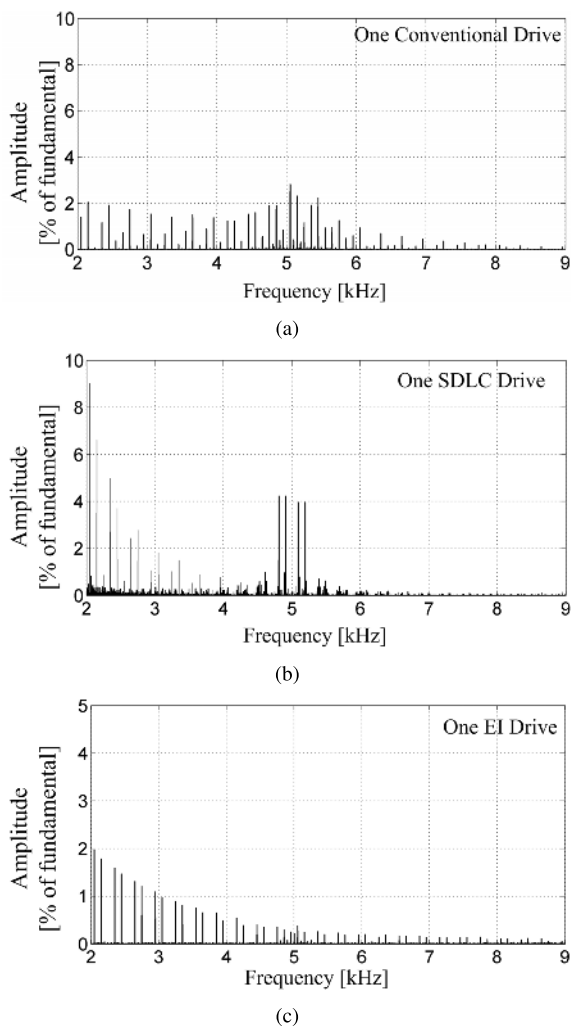 One Conventional Drive
10
8
6
4
2
0
Amplitude
[% of fundamental]
2 3 4 5 6 7 8 9
Frequency [kHz]
(a)
One SDLC Drive
10
8
6
4
2
0
Amplitude
[% of fundamental]
2 3 4 5 6 7 8 9
Frequency [kHz]
(b)
One EI Drive
5
4
3
2
1
0
Amplitude
[% of fundamental]
2 3 4 5 6 7 8 9
Frequency [kHz]
(c)